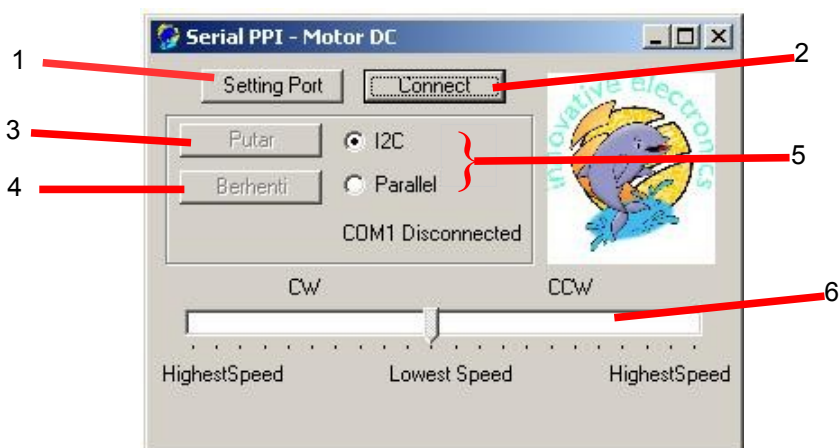 Serial PPI - Motor DC
1
Setting Port
Connect
2
innovative electronics
3
Putar
I2C
5
4
Berhenti
Parallel
COM1 Disconnected
CW
CCW
6
HighestSpeed
Lowest Speed
HighestSpeed